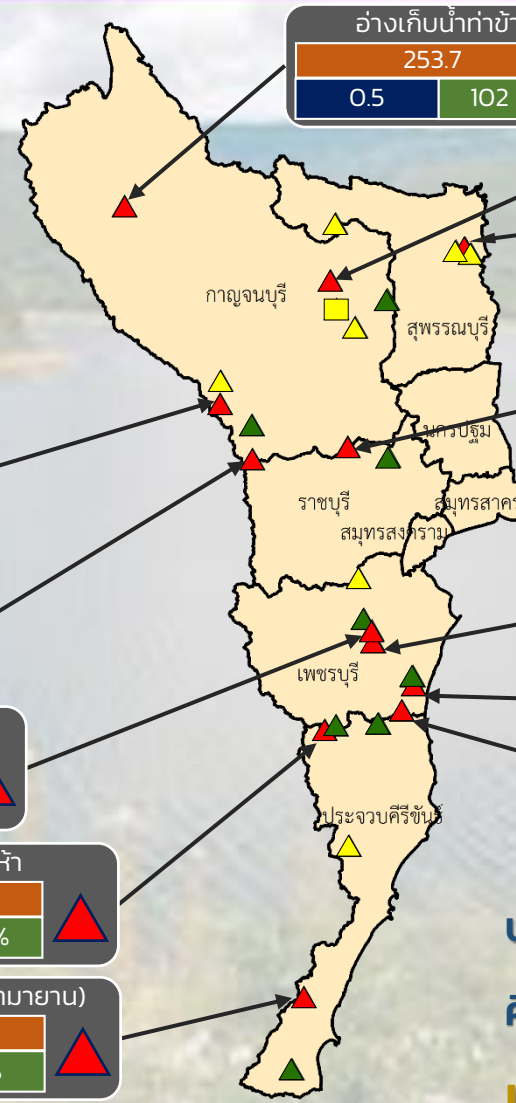 อ่างเก็บน้ำท่าข้า
253.7
0.5 102
กาญจนบุรี
สุพรรณบุรี
นครปฐม
ราชบุรี
สมุทรสาคร
สมุทรสงคราม
เพชรบุรี
ประจวบคีรีขันธ์
ห้า
%
ามายาน)